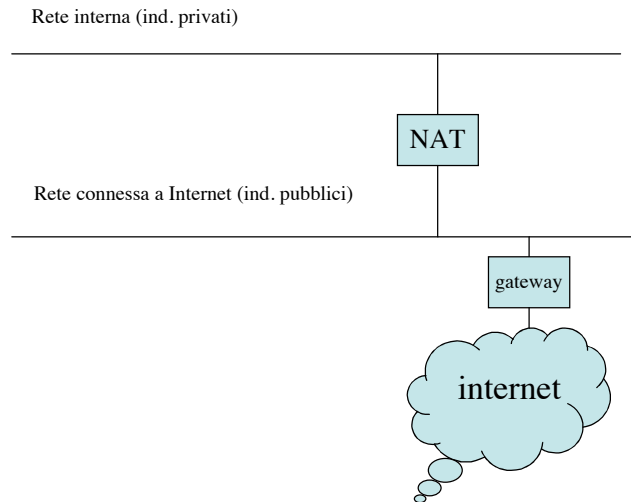 Rete interna (ind. privati)
NAT
Rete connessa a Internet (ind. pubblici)
gateway
internet